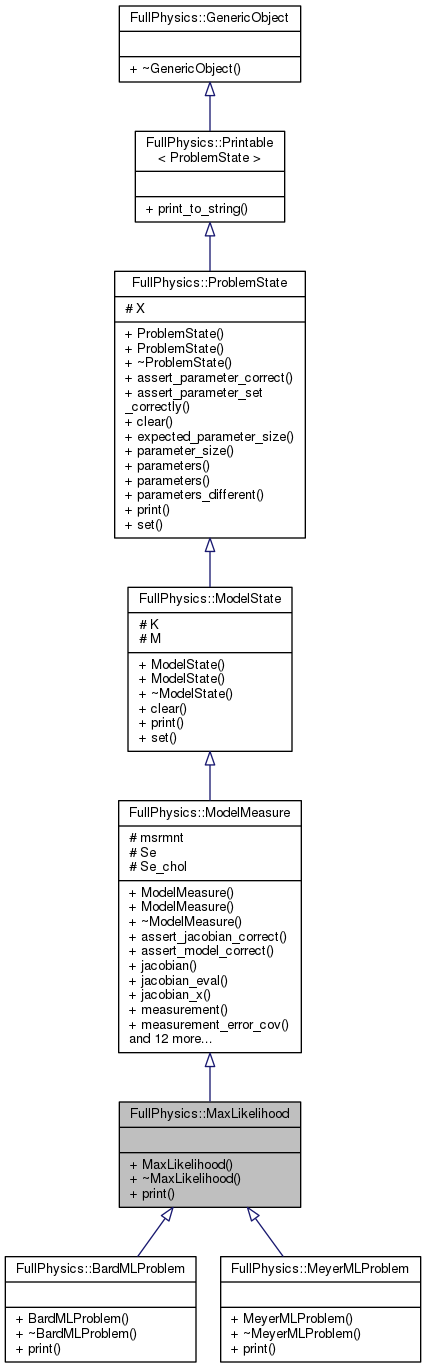 FullPhysics::GenericObject
+ ~GenericObject()
FullPhysics::Printable
< ProblemState >
+ print_to_string()
FullPhysics::ProblemState
# X
+ ProblemState()
+ ProblemState()
+ ~ProblemState()
+ assert_parameter_correct()
+ assert_parameter_set
_correctly()
+ clear()
+ expected_parameter_size()
+ parameter_size()
+ parameters()
+ parameters()
+ parameters_different()
+ print()
+ set()
FullPhysics::ModelState
# K
# M
+ ModelState()
+ ModelState()
+ ~ModelState()
+ clear()
+ print()
+ set()
FullPhysics::ModelMeasure
# msrmnt
# Se
# Se_chol
+ ModelMeasure()
+ ModelMeasure()
+ ~ModelMeasure()
+ assert_jacobian_correct()
+ assert_model_correct()
+ jacobian()
+ jacobian_eval()
+ jacobian_x()
+ measurement()
+ measurement_error_cov()
and 12 more...
FullPhysics::MaxLikelihood
+ MaxLikelihood()
+ ~MaxLikelihood()
+ print()
FullPhysics::BardMLProblem
+ BardMLProblem()
+ ~BardMLProblem()
+ print()
FullPhysics::MeyerMLProblem
+ MeyerMLProblem()
+ ~MeyerMLProblem()
+ print()